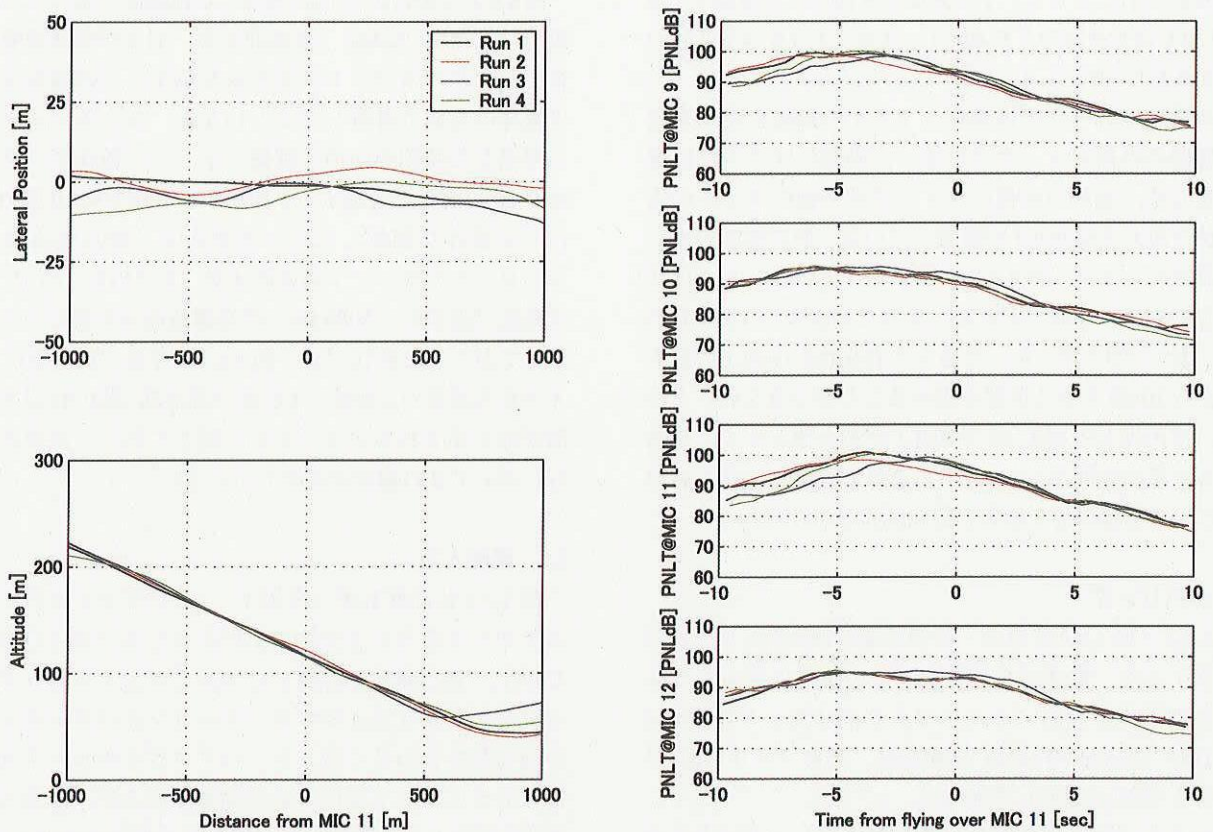 50
25
0
-25
-50
-1000 -500 0 500 1000
Lateral Position [m]
Run 1
Run 2
Run 3
Run 4
300
200
100
0
-1000 -500 0 500 1000
Altitude [m]
Distance from MIC 11 [m]
110
100
90
80
70
60
-10 -5 0 5 10
PNLT@MIC 9 [PNLdB]
110
100
90
80
70
60
-10 -5 0 5 10
PNLT@MIC 10 [PNLdB]
110
100
90
80
70
60
-10 -5 0 5 10
PNLT@MIC 11 [PNLdB]
110
100
90
80
70
60
-10 -5 0 5 10
PNLT@MIC 12 [PNLdB]
Time from flying over MIC 11 [sec]